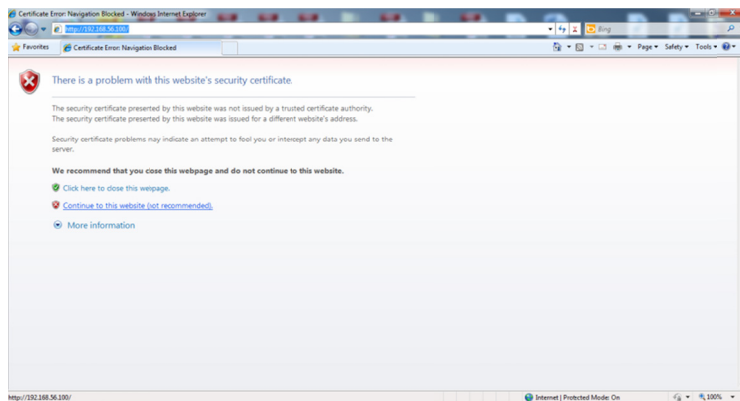 Certificate Error: Navigation Blocked - Windows Internet Explorer
http://192.168.56.100/
Bing
Favorites
Certificate Error: Navigation Blocked
Page
Safety
Tools
There is a problem with this website's security certificate.
The security certificate presented by this website was not issued by a trusted certificate authority.
The security certificate presented by this website was issued for a different website's address.
Security certificate problems may indicate an attempt to fool you or intercept any data you send to the
server.
We recommend that you close this webpage and do not continue to this website.
Click here to close this webpage.
Continue to this website (not recommended).
More information
http://192.168.56.100/
Internet | Protected Mode: On
100%